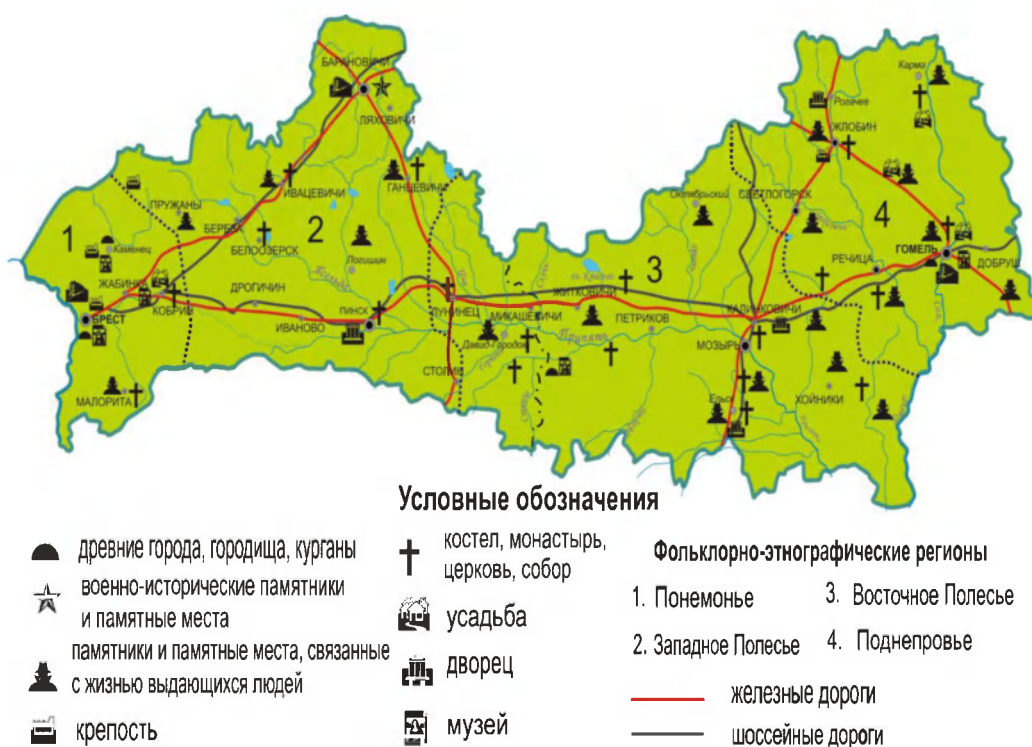 БАРАНОВИЧИ
Карма
Рогачев
ЛЯХОВИЧИ
ЖЛОБИН
ИВАЦЕВИЧИ
ГАНЦЕВИЧИ
Октябрьский
СВЕТЛОГОРСК
ПРУЖАНЫ
БЕРЕЗА
1
2
3
4
Каменец
БЕЛООЗЕРСК
Логишин
ГОМЕЛЬ
ДОБРУШ
РЕЧИЦА
ЖАБИНКА
КОБРИН
ДРОГИЧИН
ПИНСК
ЛУНИНЕЦ
ЖИТКОВИЧИ
КАЛИНКОВИЧИ
БРЕСТ
ИВАНОВО
МИКАШЕВИЧИ
ПЕТРИКОВ
Припять
Давид-Городок
МОЗЫРЬ
СТОЛИН
МАЛОРИТА
Ельск
ХОЙНИКИ
Условные обозначения
древние города, городища, курганы
военно-исторические памятники
и памятные места
памятники и памятные места, связанные
с жизнью выдающихся людей
крепость
костел, монастырь,
церковь, собор
усадьба
дворец
музей
Фольклорно-этнографические регионы
1. Понемонье
2. Западное Полесье
3. Восточное Полесье
4. Поднепровье
железные дороги
шоссейные дороги